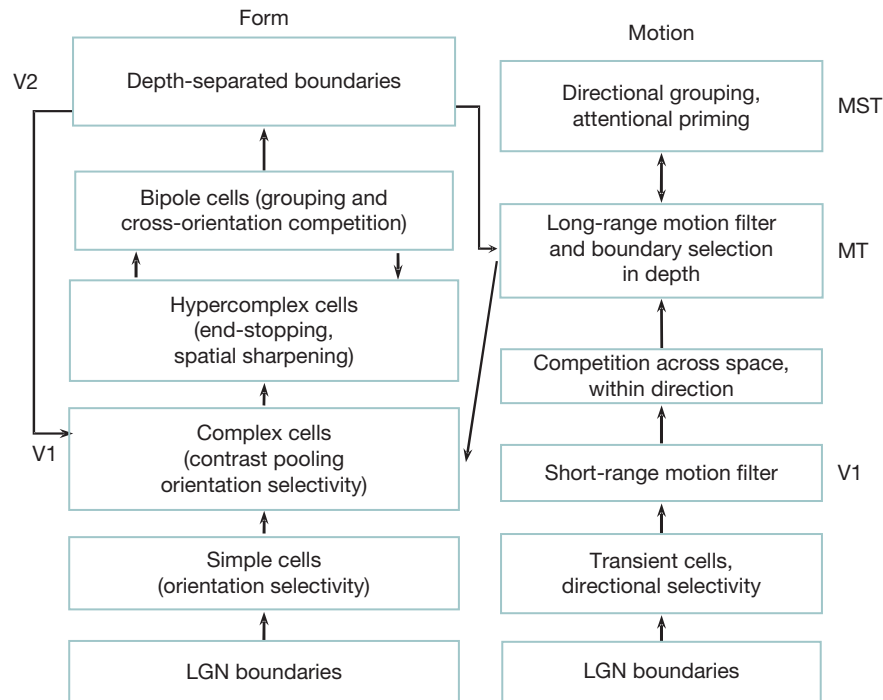 Form
V2
Depth-separated boundaries
Bipole cells (grouping and
cross-orientation competition)
Hypercomplex cells
(end-stopping,
spatial sharpening)
V1
Complex cells
(contrast pooling
orientation selectivity)
Simple cells
(orientation selectivity)
LGN boundaries
Motion
Directional grouping,
attentional priming
MST
Long-range motion filter
and boundary selection
in depth
MT
Competition across space,
within direction
Short-range motion filter
V1
Transient cells,
directional selectivity
LGN boundaries